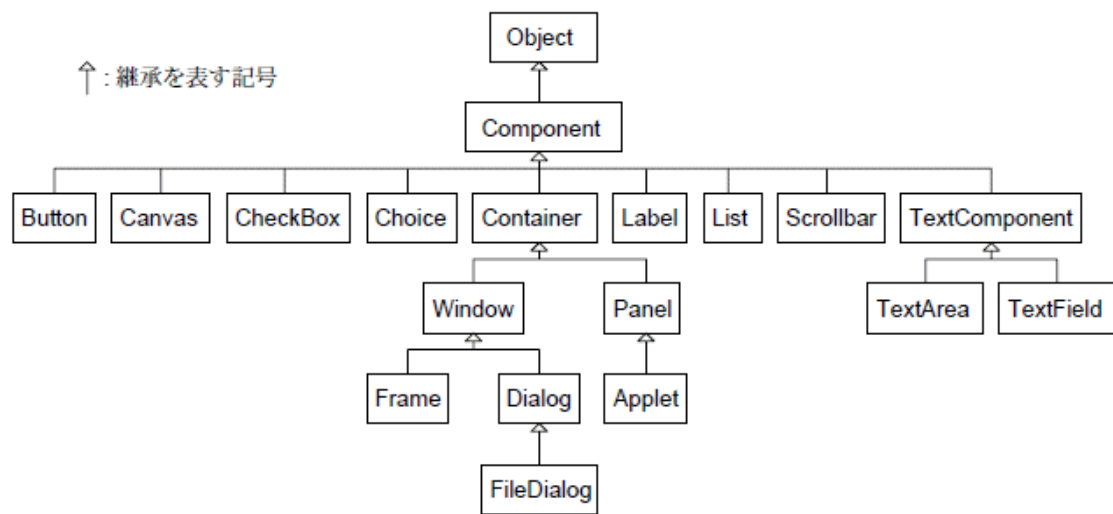 Object
: 継承を表す記号
Component
Button Canvas CheckBox Choice Container Label List Scrollbar TextComponent
Window Panel TextArea TextField
Frame Dialog Applet
FileDialog